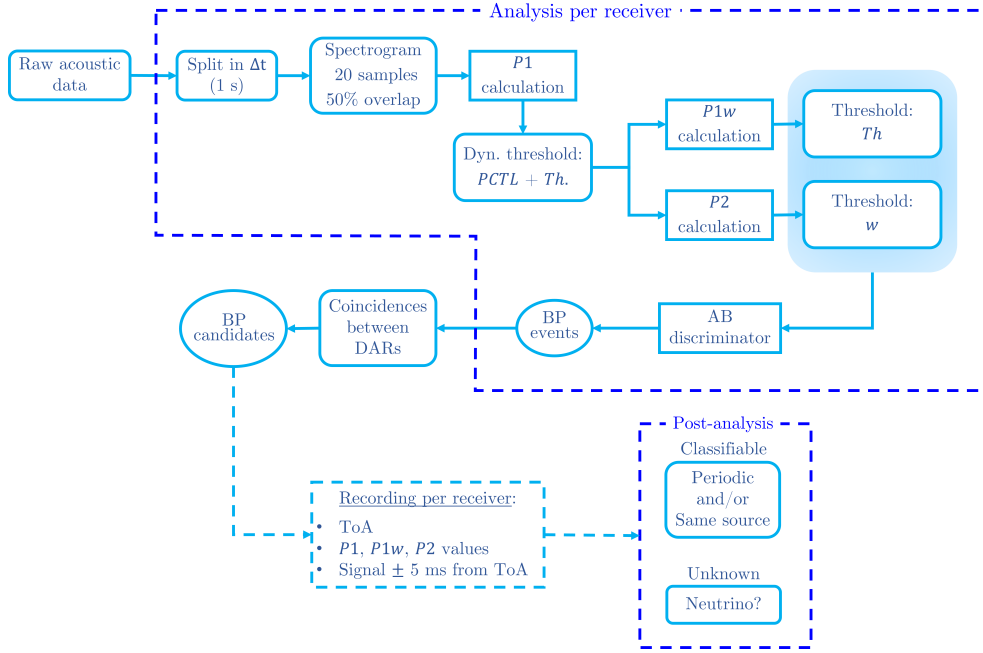 Analysis per receiver
Raw acoustic
data
Split in Δt
(1 s)
Spectrogram
20 samples
50% overlap
P1
calculation
Dyn. threshold:
PCTL + Th.
P1w
calculation
Threshold:
Th
P2
calculation
Threshold:
w
AB
discriminator
BP
events
Coincidences
between
DARs
BP
candidates
Recording per receiver:
• ToA
• P1, P1w, P2 values
• Signal ± 5 ms from ToA
Post-analysis
Classifiable
Periodic
and/or
Same source
Unknown
Neutrino?